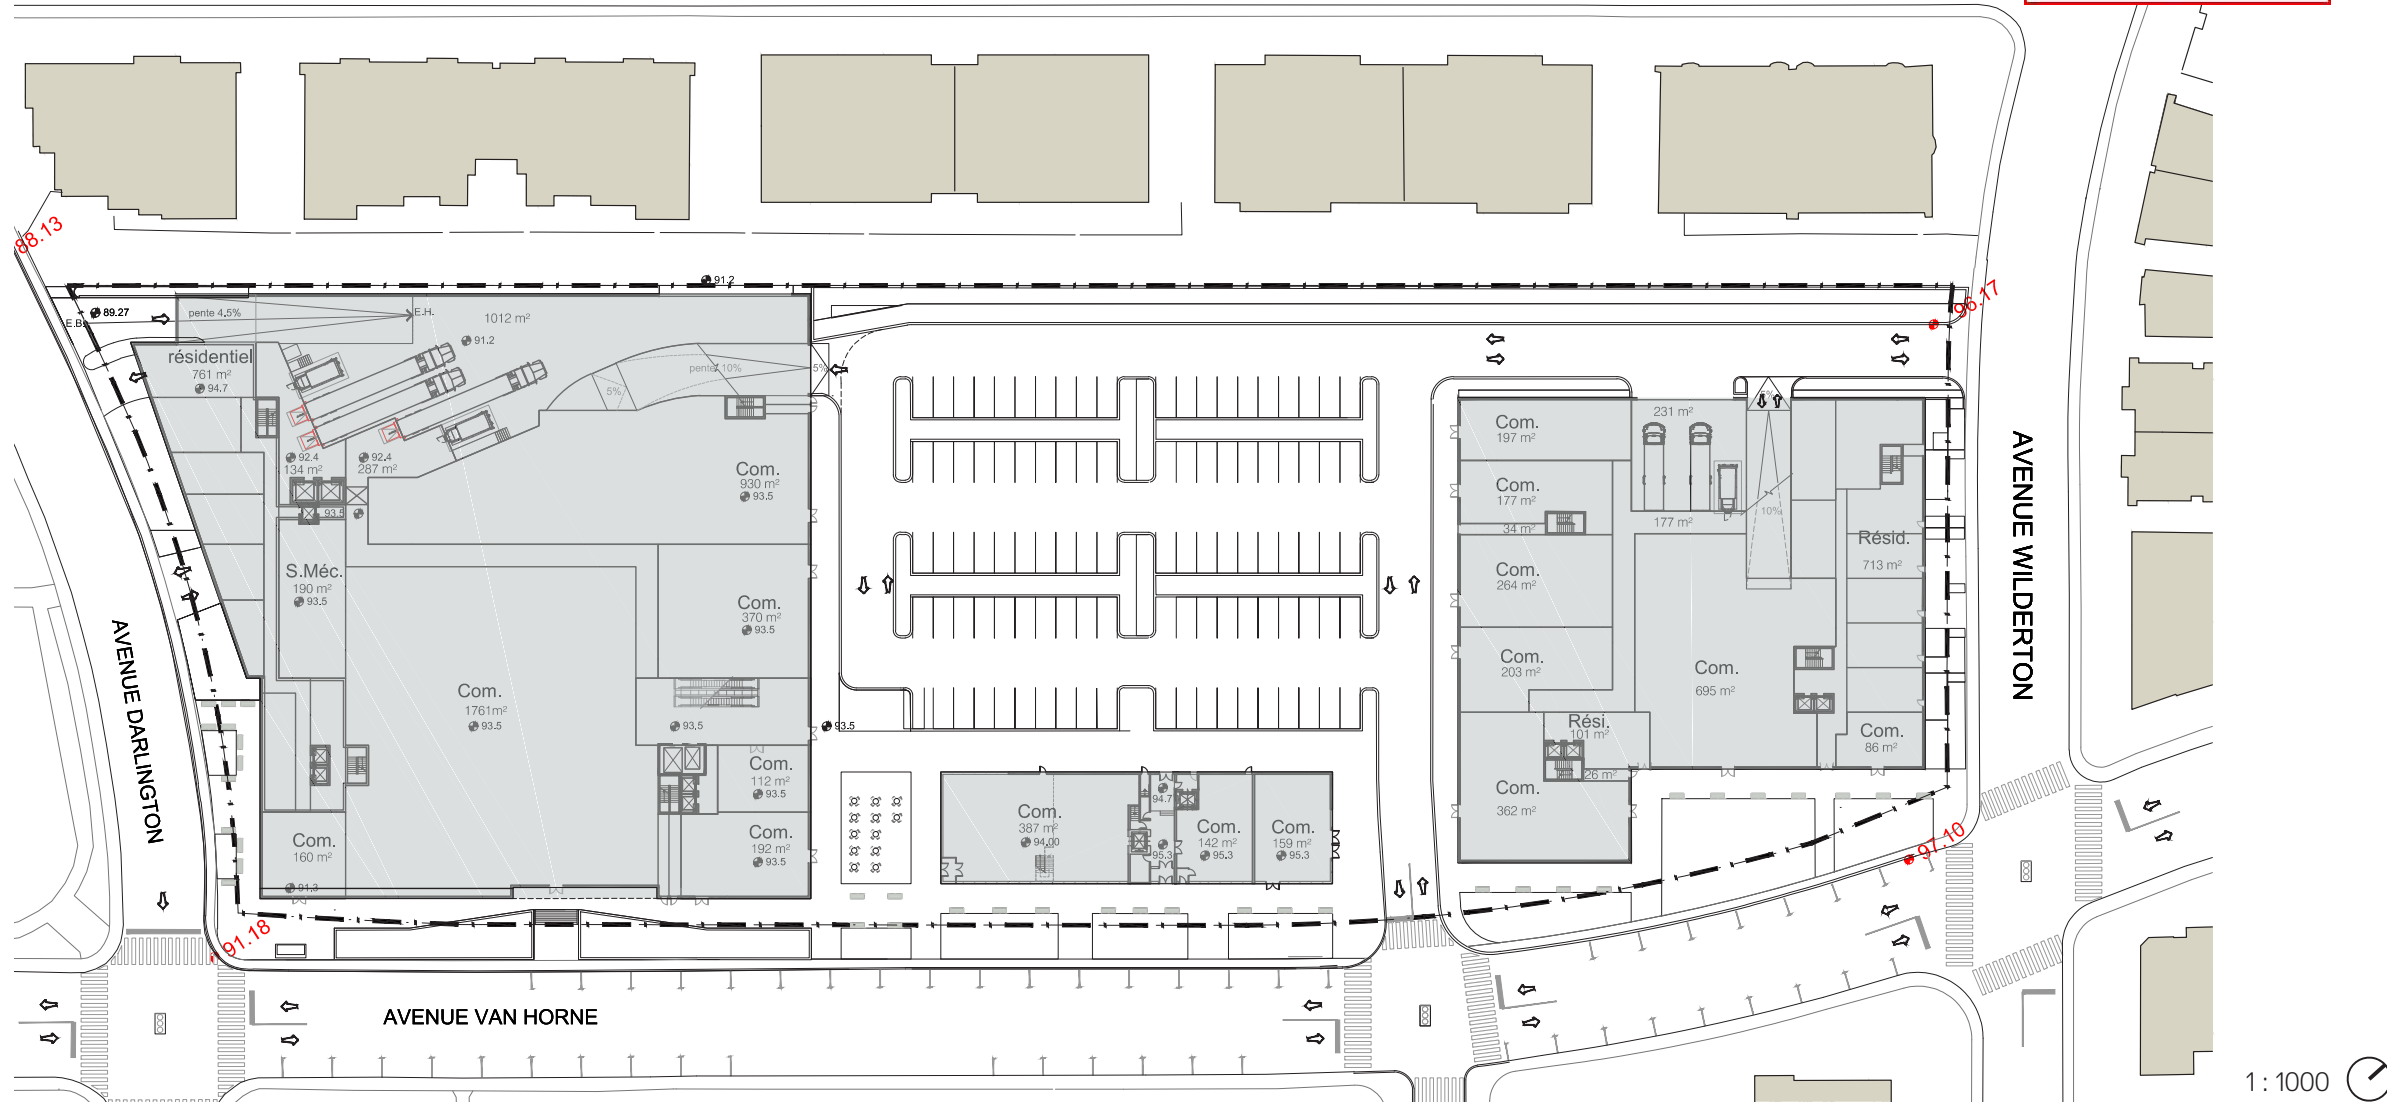 88.13
91.2
96.17
89.27
E.B.
pente 4.5%
E.H.
1012 m²
91.2
résidentiel
761 m²
94.7
pente 10%
5%
5%
92.4
134 m²
92.4
287 m²
93.5
Com.
930 m²
93.5
S.Méc.
190 m²
93.5
Com.
370 m²
93.5
Com.
1761m²
93.5
93,5
93.5
Com.
112 m²
93.5
Com.
160 m²
91,3
Com.
192 m²
93.5
Com.
387 m²
94.00
94.7
95.3
Com.
142 m²
95.3
Com.
159 m²
95.3
Com.
197 m²
231 m²
Com.
177 m²
34 m²
177 m²
10%
Com.
264 m²
Résid.
713 m²
Com.
203 m²
Com.
695 m²
Rési.
101 m²
26 m²
Com.
86 m²
Com.
362 m²
97.10
91.18
AVENUE DARLINGTON
AVENUE WILDERTON
AVENUE VAN HORNE
1 : 1000